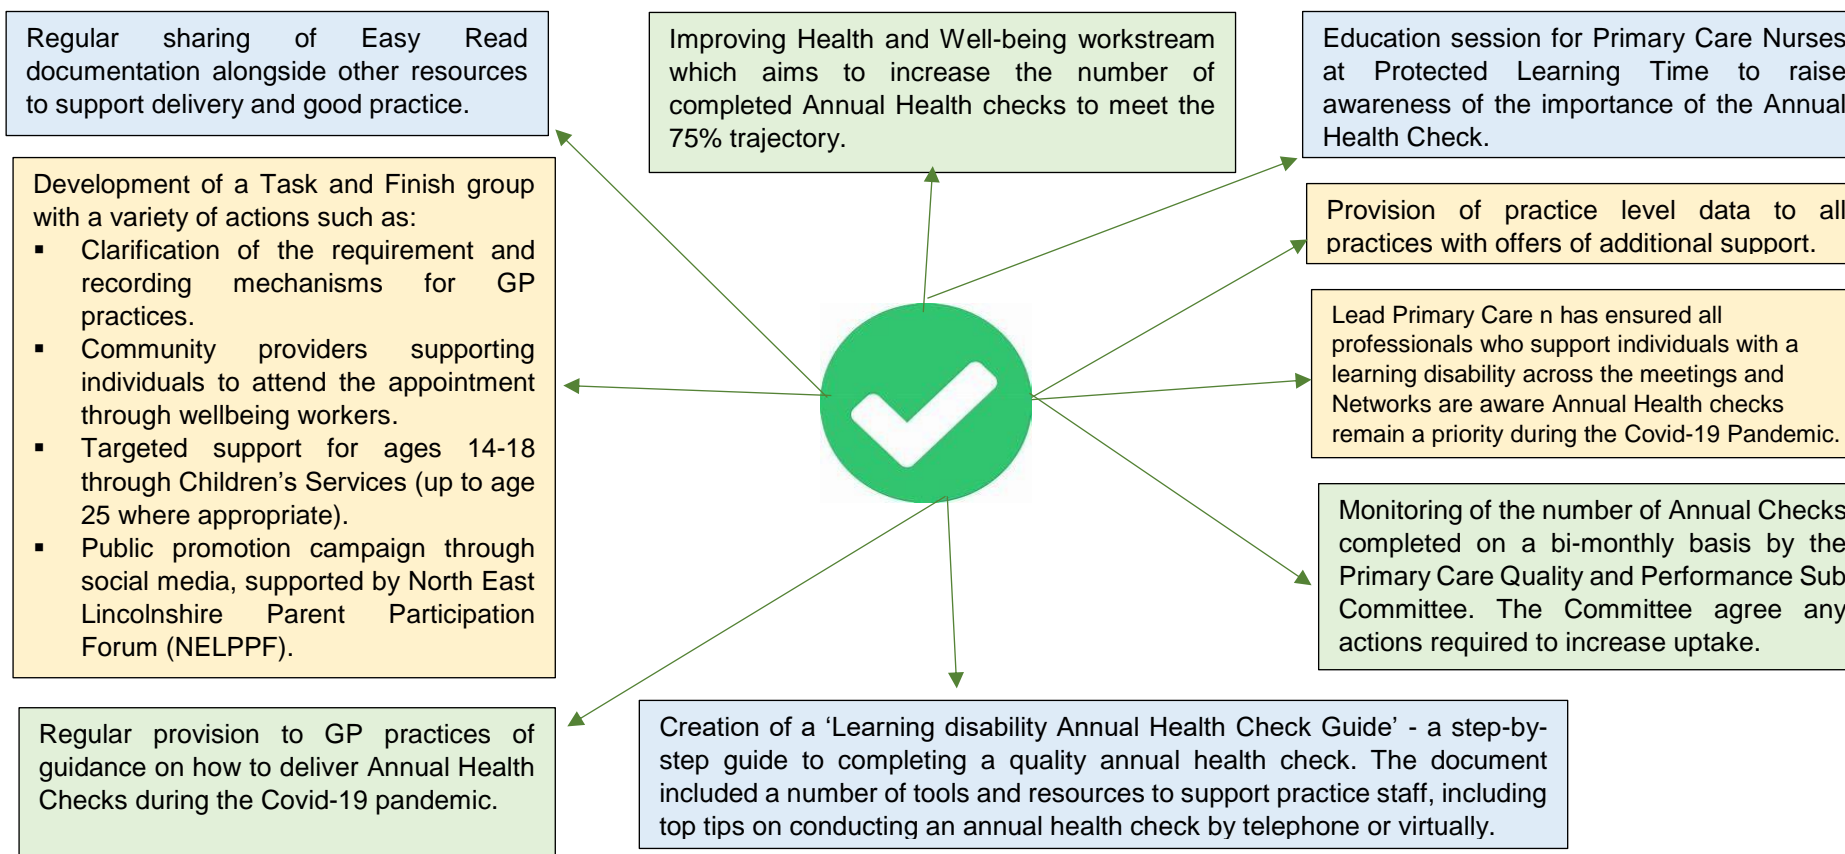 Regular sharing of Easy Read
documentation alongside other resources
to support delivery and good practice.
Improving Health and Well-being workstream
which aims to increase the number of
completed Annual Health checks to meet the
75% trajectory.
Education session for Primary Care Nurses
at Protected Learning Time to raise
awareness of the importance of the Annual
Health Check.
Development of a Task and Finish group
with a variety of actions such as:
▪ Clarification of the requirement and
recording mechanisms for GP
practices.
▪ Community providers supporting
individuals to attend the appointment
through wellbeing workers.
▪ Targeted support for ages 14-18
through Children’s Services (up to age
25 where appropriate).
▪ Public promotion campaign through
social media, supported by North East
Lincolnshire Parent Participation
Forum (NELPPF).
Provision of practice level data to all
practices with offers of additional support.
Lead Primary Care n has ensured all
professionals who support individuals with a
learning disability across the meetings and
Networks are aware Annual Health checks
remain a priority during the Covid-19 Pandemic.
Monitoring of the number of Annual Checks
completed on a bi-monthly basis by the
Primary Care Quality and Performance Sub
Committee. The Committee agree any
actions required to increase uptake.
Regular provision to GP practices of
guidance on how to deliver Annual Health
Checks during the Covid-19 pandemic.
Creation of a ‘Learning disability Annual Health Check Guide’ - a step-by-
step guide to completing a quality annual health check. The document
included a number of tools and resources to support practice staff, including
top tips on conducting an annual health check by telephone or virtually.